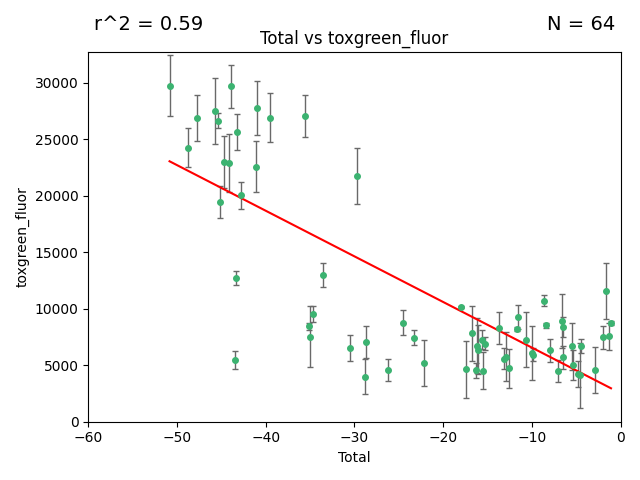 r^2 = 0.59 N = 64
Total vs toxgreen_fluor
30000
25000
20000
15000
10000
5000
0
toxgreen_fluor
−60 −50 −40 −30 −20 −10 0
Total